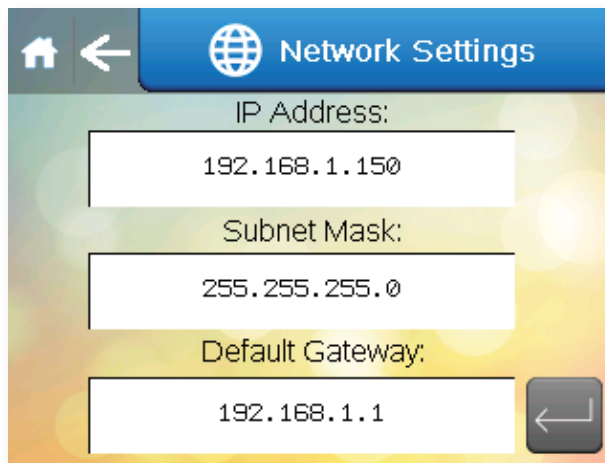 Network Settings
IP Address:
192.168.1.150
Subnet Mask:
255.255.255.0
Default Gateway:
192.168.1.1